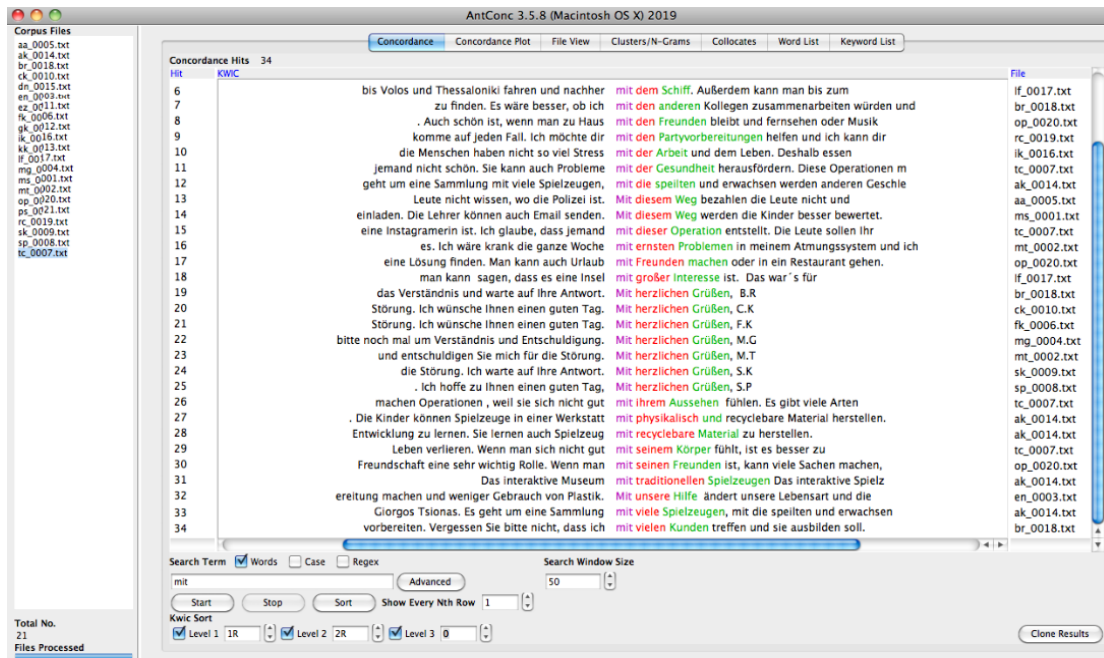 AntConc 3.5.8 (Macintosh OS X) 2019
Corpus Files
aa_0005.txt
ak_0014.txt
br_0018.txt
ck_0010.txt
dn_0015.txt
en_0003.txt
ez_0011.txt
fk_0006.txt
gk_0012.txt
ik_0016.txt
kk_0013.txt
lf_0017.txt
mg_0004.txt
ms_0001.txt
mt_0002.txt
op_0020.txt
ps_0021.txt
rc_0019.txt
sk_0009.txt
sp_0008.txt
tc_0007.txt
Total No.
21
Files Processed
Concordance Concordance Plot File View Clusters/N-Grams Collocates Word List Keyword List
Concordance Hits 34
Hit KWIC File
6 bis Volos und Thessaloniki fahren und nachher mit dem Schiff. Außerdem kann man bis zum lf_0017.txt
7 zu finden. Es wäre besser, ob ich mit den anderen Kollegen zusammenarbeiten würden und br_0018.txt
8 . Auch schön ist, wenn man zu Haus mit den Freunden bleibt und fernsehen oder Musik op_0020.txt
9 komme auf jeden Fall. Ich möchte dir mit den Partyvorbereitungen helfen und ich kann dir rc_0019.txt
10 die Menschen haben nicht so viel Stress mit der Arbeit und dem Leben. Deshalb essen ik_0016.txt
11 jemand nicht schön. Sie kann auch Probleme mit der Gesundheit herausfördern. Diese Operationen m tc_0007.txt
12 geht um eine Sammlung mit viele Spielzeugen, mit die speilten und erwachsen werden anderen Geschle ak_0014.txt
13 Leute nicht wissen, wo die Polizei ist. Mit diesem Weg bezahlen die Leute nicht und aa_0005.txt
14 einladen. Die Lehrer können auch Email senden. Mit diesem Weg werden die Kinder besser bewertet. ms_0001.txt
15 eine Instagramerin ist. Ich glaube, dass jemand mit dieser Operation entstellt. Die Leute sollen Ihr tc_0007.txt
16 es. Ich wäre krank die ganze Woche mit ernsten Problemen in meinem Atmungssystem und ich mt_0002.txt
17 eine Lösung finden. Man kann auch Urlaub mit Freunden machen oder in ein Restaurant gehen. op_0020.txt
18 man kann sagen, dass es eine Insel mit großer Interesse ist. Das war´s für lf_0017.txt
19 das Verständnis und warte auf Ihre Antwort. Mit herzlichen Grüßen, B.R br_0018.txt
20 Störung. Ich wünsche Ihnen einen guten Tag. Mit herzlichen Grüßen, C.K ck_0010.txt
21 Störung. Ich wünsche Ihnen einen guten Tag. Mit herzlichen Grüßen, F.K fk_0006.txt
22 bitte noch mal um Verständnis und Entschuldigung. Mit herzlichen Grüßen, M.G mg_0004.txt
23 und entschuldigen Sie mich für die Störung. Mit herzlichen Grüßen, M.T mt_0002.txt
24 die Störung. Ich warte auf Ihre Antwort. Mit herzlichen Grüßen, S.K sk_0009.txt
25 . Ich hoffe zu Ihnen einen guten Tag, Mit herzlichen Grüßen, S.P sp_0008.txt
26 machen Operationen , weil sie sich nicht gut mit ihrem Aussehen fühlen. Es gibt viele Arten tc_0007.txt
27 . Die Kinder können Spielzeuge in einer Werkstatt mit physikalisch und recyclebare Material herstellen. ak_0014.txt
28 Entwicklung zu lernen. Sie lernen auch Spielzeug mit recyclebare Material zu herstellen. ak_0014.txt
29 Leben verlieren. Wenn man sich nicht gut mit seinem Körper fühlt, ist es besser zu tc_0007.txt
30 Freundschaft eine sehr wichtig Rolle. Wenn man mit seinen Freunden ist, kann viele Sachen machen, op_0020.txt
31 Das interaktive Museum mit traditionellen Spielzeugen Das interaktive Spielz ak_0014.txt
32 ereitung machen und weniger Gebrauch von Plastik. Mit unsere Hilfe ändert unsere Lebensart und die en_0003.txt
33 Giorgos Tsionas. Es geht um eine Sammlung mit viele Spielzeugen, mit die speilten und erwachsen ak_0014.txt
34 vorbereiten. Vergessen Sie bitte nicht, dass ich mit vielen Kunden treffen und sie ausbilden soll. br_0018.txt
Search Term Words Case Regex Search Window Size
mit Advanced 50
Start Stop Sort Show Every Nth Row 1
Kwic Sort
Level 1 1R Level 2 2R Level 3 0 Clone Results